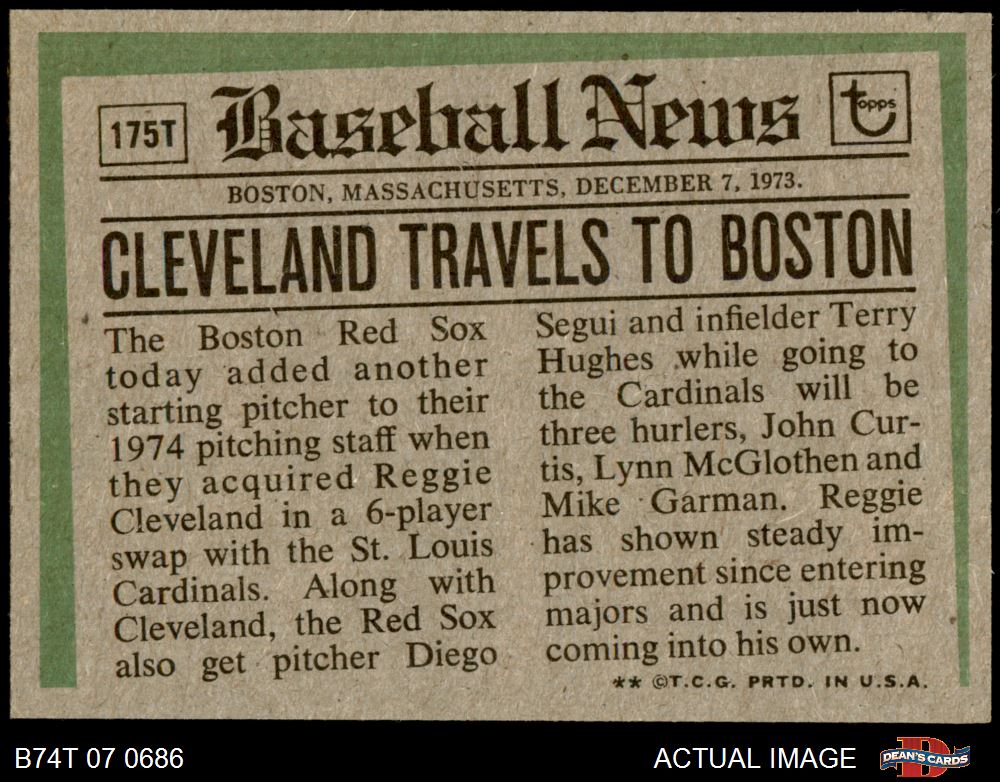 175T
Baseball News
topps
BOSTON, MASSACHUSETTS, DECEMBER 7, 1973.
CLEVELAND TRAVELS TO BOSTON
The Boston Red Sox
today added another
starting pitcher to their
1974 pitching staff when
they acquired Reggie
Cleveland in a 6-player
swap with the St. Louis
Cardinals. Along with
Cleveland, the Red Sox
also get pitcher Diego
Segui and infielder Terry
Hughes while going to
the Cardinals will be
three hurlers, John Cur-
tis, Lynn McGlothen and
Mike Garman. Reggie
has shown steady im-
provement since entering
majors and is just now
coming into his own.
** ©T.C.G. PRTD. IN U.S.A.
B74T 07 0686
ACTUAL IMAGE
DEAN'S CARDS